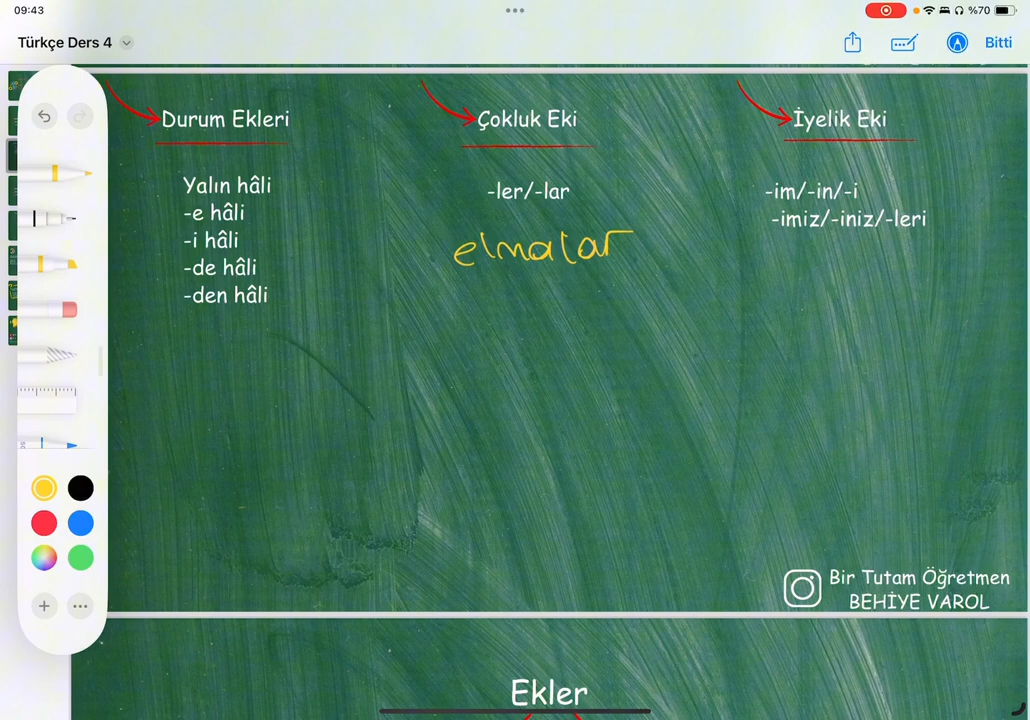 09:43
%70
Türkçe Ders 4
Bitti
Durum Ekleri
Yalın hâli
-e hâli
-i hâli
-de hâli
-den hâli
Çokluk Eki
-ler/-lar
elmalar
İyelik Eki
-im/-in/-i
-imiz/-iniz/-leri
Bir Tutam Öğretmen
BEHİYE VAROL
Ekler